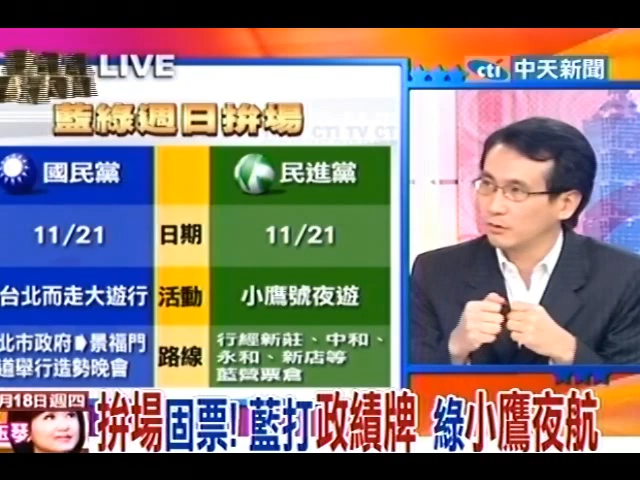 LIVE
cti 中天新聞
藍綠週日拚場
CTI TV CT
國民黨 民進黨
11/21 日期 11/21
台北而走大遊行 活動 小鷹號夜遊
北市政府➡景福門
道舉行造勢晚會
路線
行經新莊、中和、
永和、新店等
藍營票倉
月18日週四
玉琴
拚場固票! 藍打政績牌 綠小鷹夜航